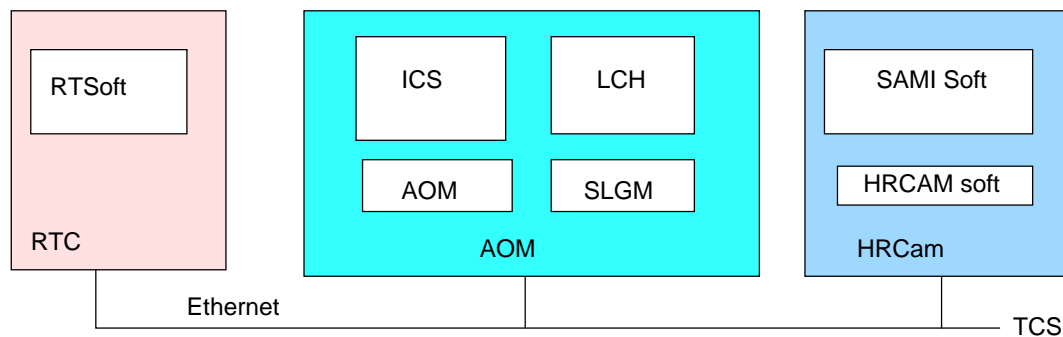 RTSoft
RTC
ICS
LCH
AOM
SLGM
AOM
SAMI Soft
HRCAM soft
HRCam
Ethernet
TCS